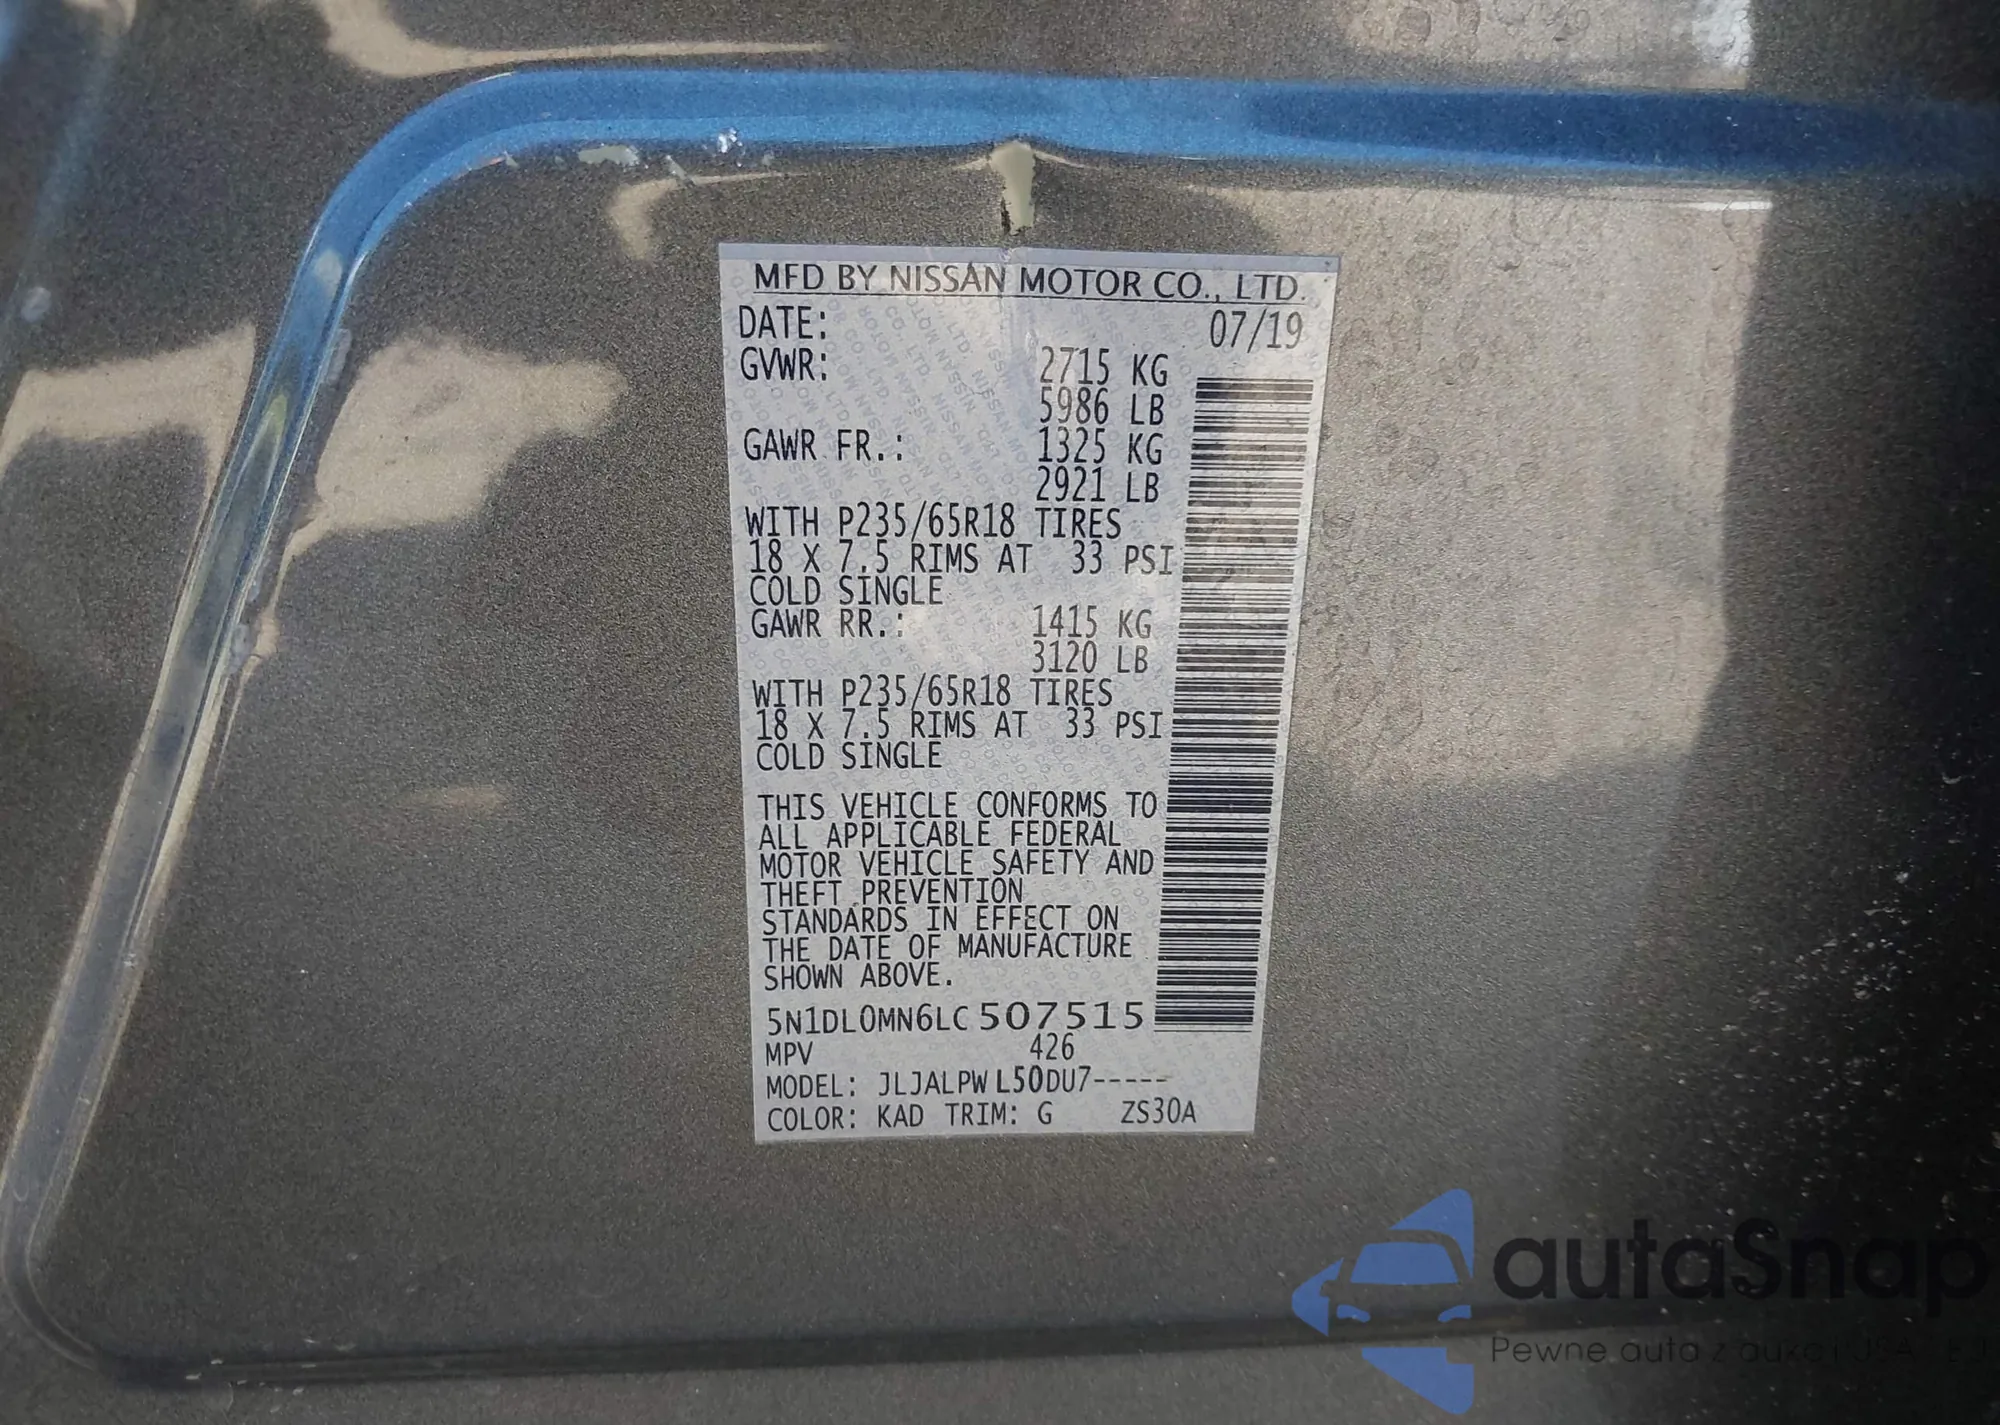 MFD BY NISSAN MOTOR CO., LTD.
DATE: 07/19
GVWR: 2715 KG
5986 LB
GAWR FR.: 1325 KG
2921 LB
WITH P235/65R18 TIRES
18 X 7.5 RIMS AT 33 PSI
COLD SINGLE
GAWR RR.: 1415 KG
3120 LB
WITH P235/65R18 TIRES
18 X 7.5 RIMS AT 33 PSI
COLD SINGLE
THIS VEHICLE CONFORMS TO
ALL APPLICABLE FEDERAL
MOTOR VEHICLE SAFETY AND
THEFT PREVENTION
STANDARDS IN EFFECT ON
THE DATE OF MANUFACTURE
SHOWN ABOVE.
5N1DL0MN6LC507515
MPV 426
MODEL: JLJALPWL50DU7-----
COLOR: KAD TRIM: G ZS30A
autaSnap
Pewne auta z aukcji USA